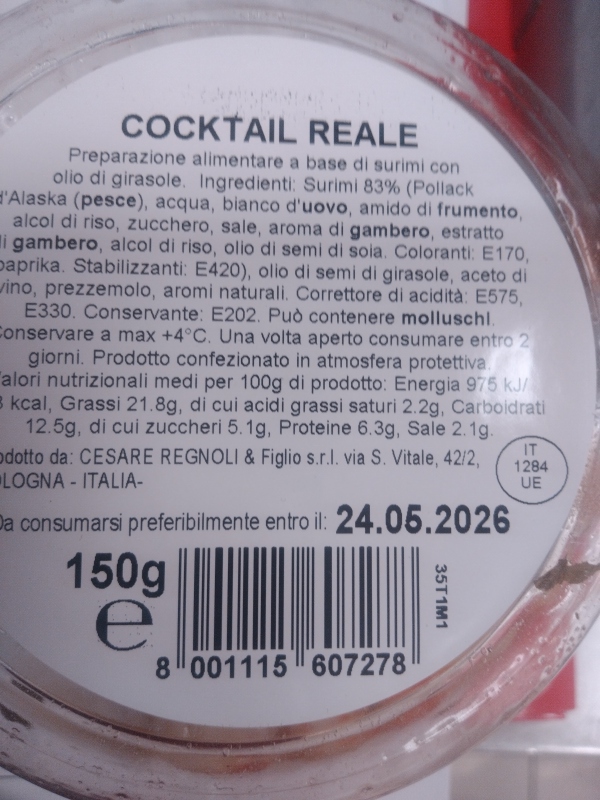 COCKTAIL REALE
Preparazione alimentare a base di surimi con
olio di girasole. Ingredienti: Surimi 83% (Pollack
d'Alaska (pesce), acqua, bianco d'uovo, amido di frumento,
alcol di riso, zucchero, sale, aroma di gambero, estratto
di gambero, alcol di riso, olio di semi di soia. Coloranti: E170,
paprika. Stabilizzanti: E420), olio di semi di girasole, aceto di
vino, prezzemolo, aromi naturali. Correttore di acidità: E575,
E330. Conservante: E202. Può contenere molluschi.
Conservare a max +4°C. Una volta aperto consumare entro 2
giorni. Prodotto confezionato in atmosfera protettiva.
Valori nutrizionali medi per 100g di prodotto: Energia 975 kJ/
kcal, Grassi 21.8g, di cui acidi grassi saturi 2.2g, Carboidrati
12.5g, di cui zuccheri 5.1g, Proteine 6.3g, Sale 2.1g.
Prodotto da: CESARE REGNOLI & Figlio s.r.l. via S. Vitale, 42/2,
BOLOGNA - ITALIA-
IT
1284
UE
Da consumarsi preferibilmente entro il: 24.05.2026
150g
e
35T1M1
8 001115 607278